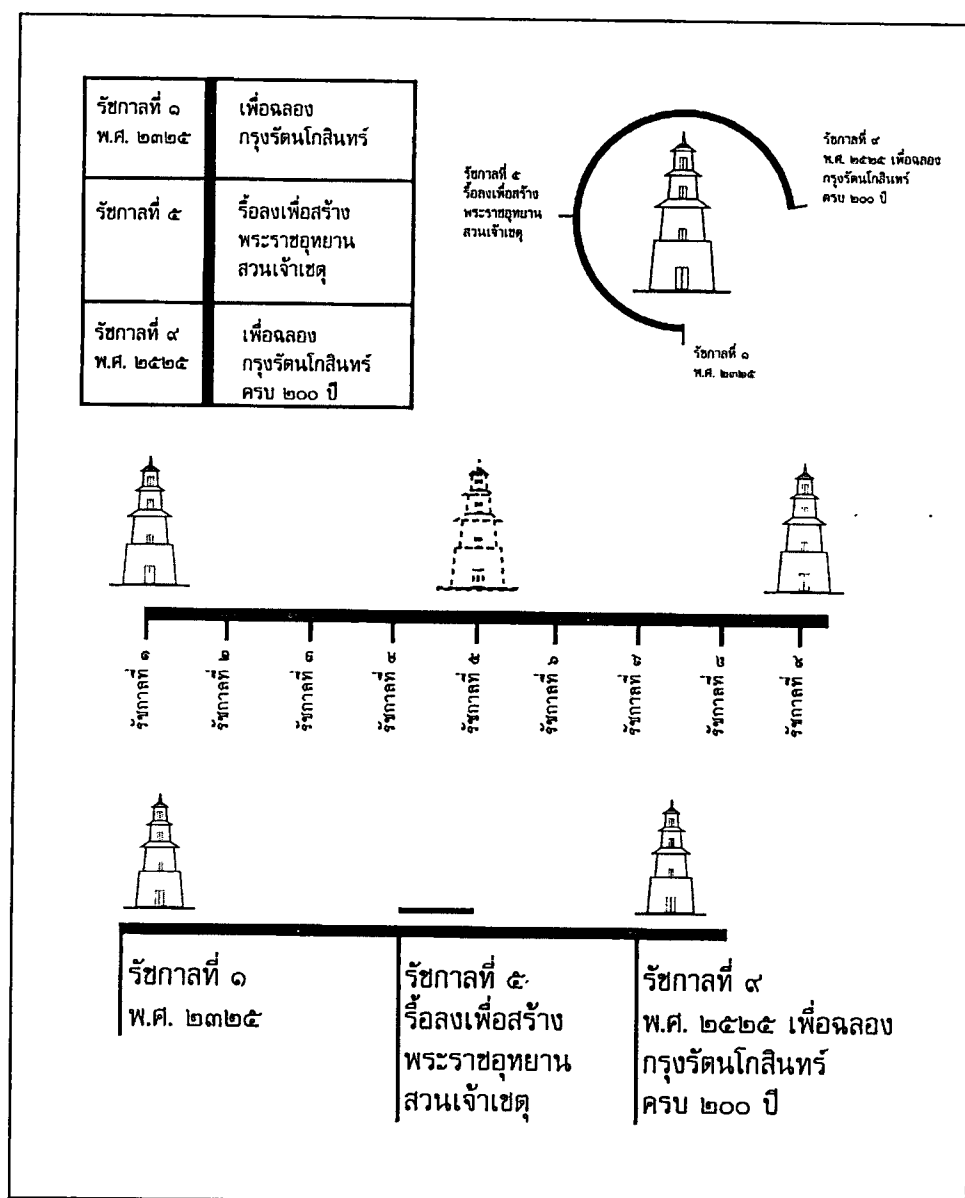 รัชกาลที่ ๑
พ.ศ. ๒๓๒๕
เพื่อฉลอง
กรุงรัตนโกสินทร์
รัชกาลที่ ๕
รื้อลงเพื่อสร้าง
พระราชอุทยาน
สวนเจ้าเชตุ
รัชกาลที่ ๙
พ.ศ. ๒๕๒๕
เพื่อฉลอง
กรุงรัตนโกสินทร์
ครบ ๒๐๐ ปี
รัชกาลที่ ๕
รื้อลงเพื่อสร้าง
พระราชอุทยาน
สวนเจ้าเชตุ
รัชกาลที่ ๙
พ.ศ. ๒๕๒๕ เพื่อฉลอง
กรุงรัตนโกสินทร์
ครบ ๒๐๐ ปี
รัชกาลที่ ๑
พ.ศ. ๒๓๒๕
รัชกาลที่ ๑
รัชกาลที่ ๒
รัชกาลที่ ๓
รัชกาลที่ ๔
รัชกาลที่ ๕
รัชกาลที่ ๖
รัชกาลที่ ๗
รัชกาลที่ ๘
รัชกาลที่ ๙
รัชกาลที่ ๑
พ.ศ. ๒๓๒๕
รัชกาลที่ ๕
รื้อลงเพื่อสร้าง
พระราชอุทยาน
สวนเจ้าเชตุ
รัชกาลที่ ๙
พ.ศ. ๒๕๒๕ เพื่อฉลอง
กรุงรัตนโกสินทร์
ครบ ๒๐๐ ปี